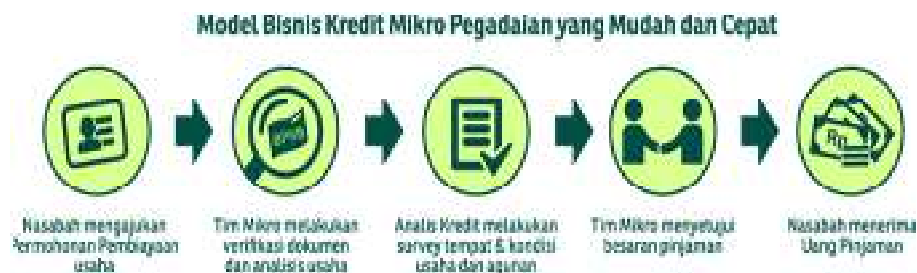 Model Bisnis Kredit Mikro Pegadaian yang Mudah dan Cepat
Nasabah mengajukan
Permohonan Pembiayaan
usaha
Tim Mikro melakukan
verifikasi dokumen
dan analisis usaha
Analis Kredit melakukan
survey tempat & kondisi
usaha dan agunan
Tim Mikro menyetujui
besaran pinjaman
Rp
Nasabah menerima
Uang Pinjaman